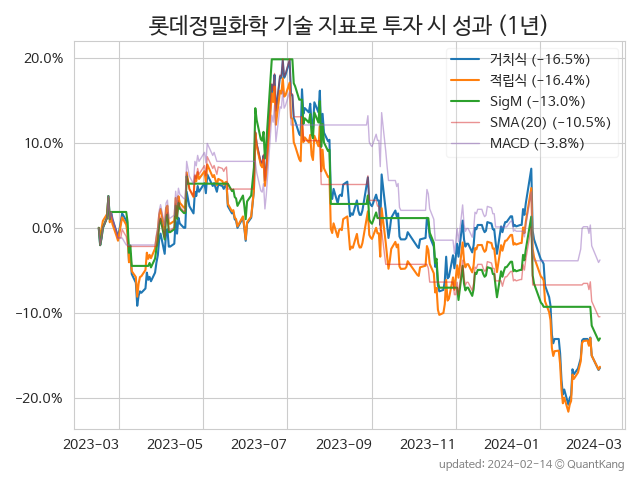 롯데정밀화학 기술 지표로 투자 시 성과 (1년)
20.0%
10.0%
0.0%
−10.0%
−20.0%
거치식 (−16.5%)
적립식 (−16.4%)
SigM (−13.0%)
SMA(20) (−10.5%)
MACD (−3.8%)
2023-03 2023-05 2023-07 2023-09 2023-11 2024-01 2024-03
updated: 2024-02-14 © QuantKang